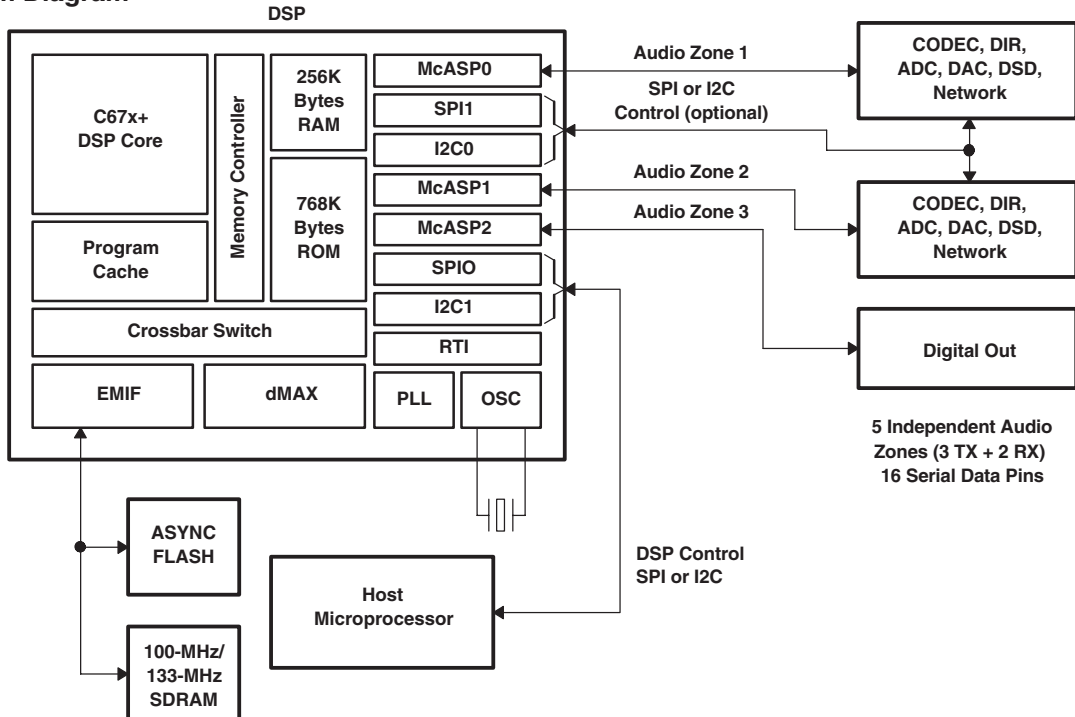 DSP
C67x+
DSP Core
Program
Cache
Memory Controller
256K
Bytes
RAM
768K
Bytes
ROM
Crossbar Switch
EMIF
dMAX
McASP0
SPI1
I2C0
McASP1
McASP2
SPIO
I2C1
RTI
PLL
OSC
Audio Zone 1
SPI or I2C
Control (optional)
Audio Zone 2
Audio Zone 3
CODEC, DIR,
ADC, DAC, DSD,
Network
CODEC, DIR,
ADC, DAC, DSD,
Network
Digital Out
5 Independent Audio
Zones (3 TX + 2 RX)
16 Serial Data Pins
ASYNC
FLASH
100-MHz/
133-MHz
SDRAM
Host
Microprocessor
DSP Control
SPI or I2C